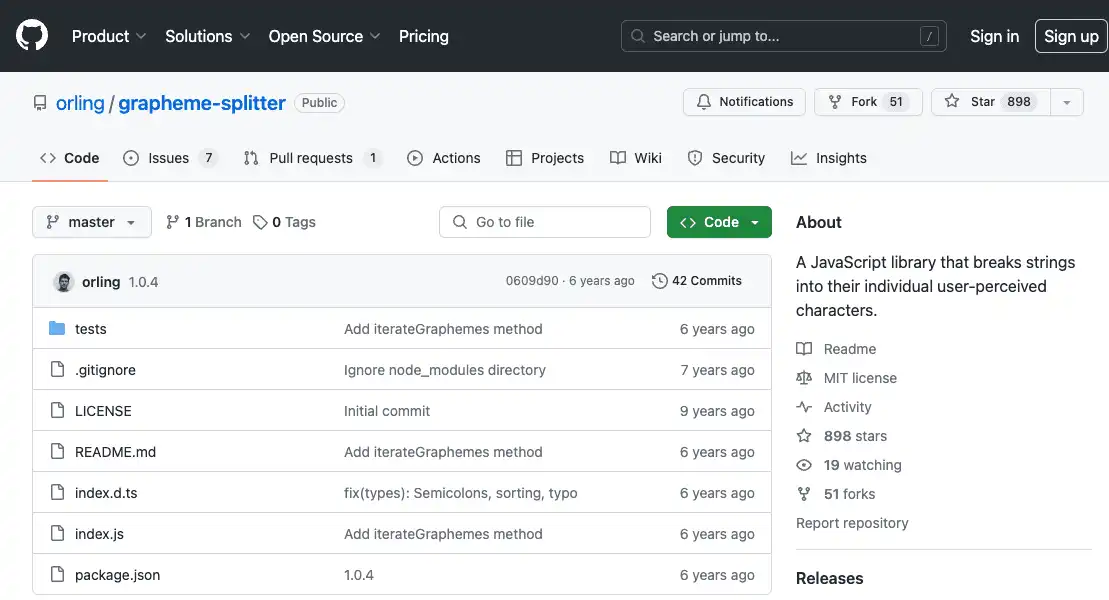 Product Solutions Open Source Pricing Search or jump to... / Sign in Sign up
orling / grapheme-splitter Public Notifications Fork 51 Star 898
Code Issues 7 Pull requests 1 Actions Projects Wiki Security Insights
master 1 Branch 0 Tags Go to file Code
orling 1.0.4 0609d90 · 6 years ago 42 Commits
tests Add iterateGraphemes method 6 years ago
.gitignore Ignore node_modules directory 7 years ago
LICENSE Initial commit 9 years ago
README.md Add iterateGraphemes method 6 years ago
index.d.ts fix(types): Semicolons, sorting, typo 6 years ago
index.js Add iterateGraphemes method 6 years ago
package.json 1.0.4 6 years ago
About
A JavaScript library that breaks strings
into their individual user-perceived
characters.
Readme
MIT license
Activity
898 stars
19 watching
51 forks
Report repository
Releases